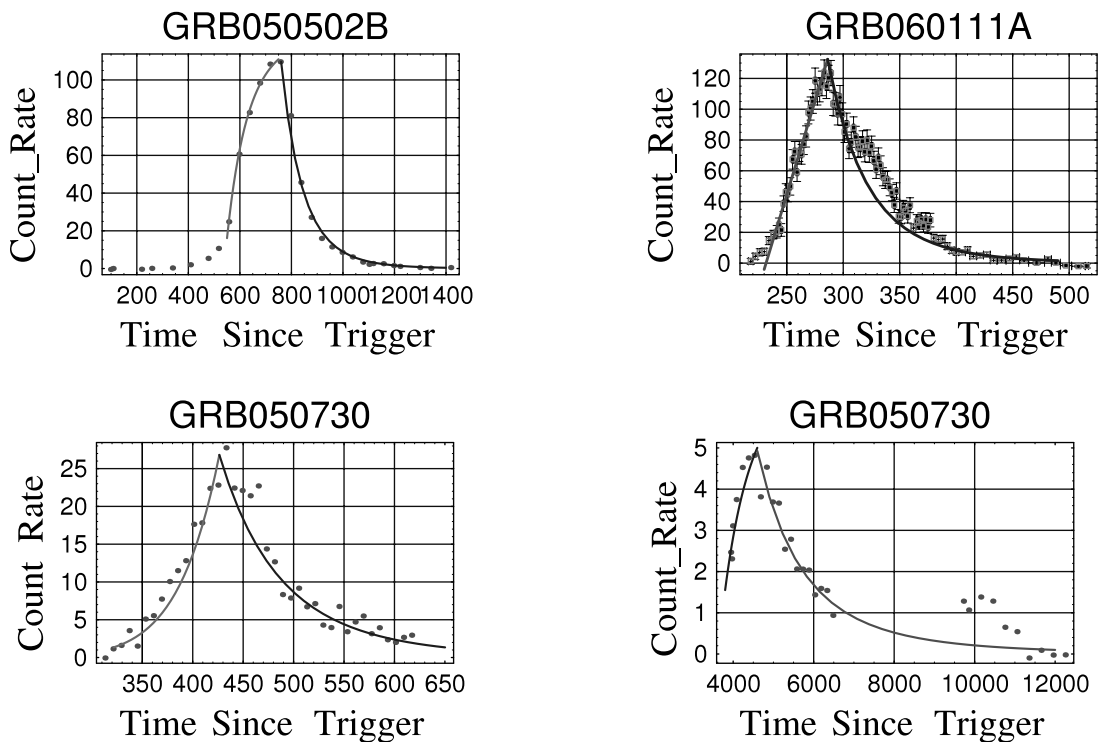 GRB050502B
100
80
60
40
20
0
200 400 600 800 1000 1200 1400
Count_Rate
Time Since Trigger
GRB060111A
120
100
80
60
40
20
0
250 300 350 400 450 500
Count_Rate
Time Since Trigger
GRB050730
25
20
15
10
5
0
350 400 450 500 550 600 650
Count Rate
Time Since Trigger
GRB050730
5
4
3
2
1
0
4000 6000 8000 10000 12000
Count_Rate
Time Since Trigger